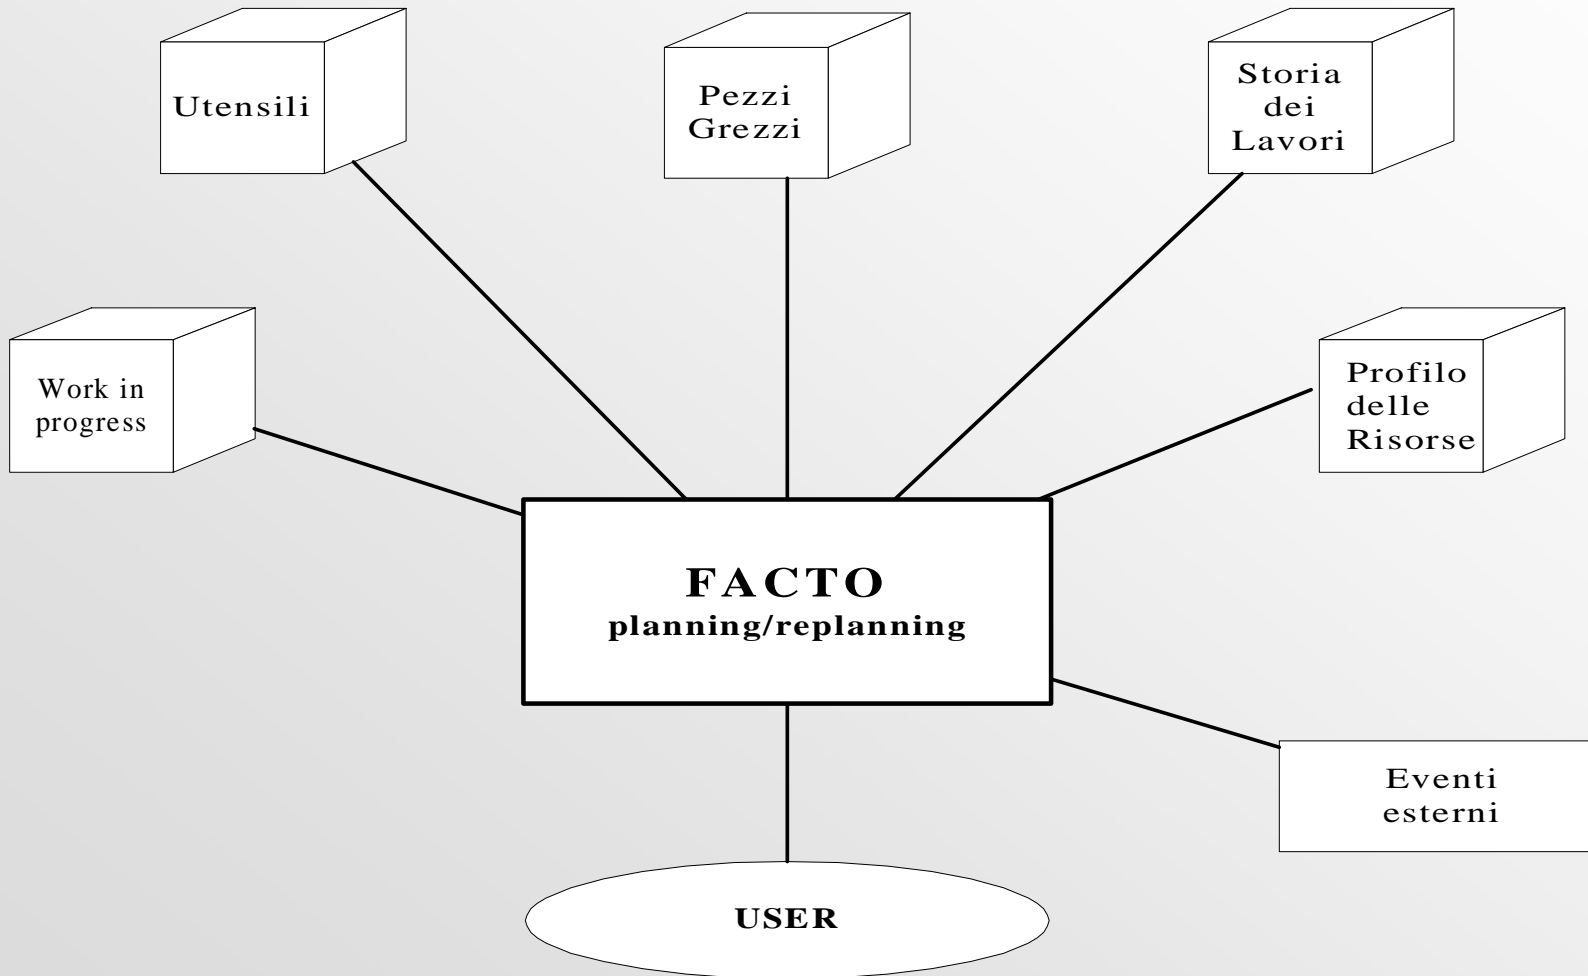 Utensili
Pezzi
Grezzi
Storia
dei
Lavori
Work in
progress
Profilo
delle
Risorse
FACTO
planning/replanning
Eventi
esterni
USER